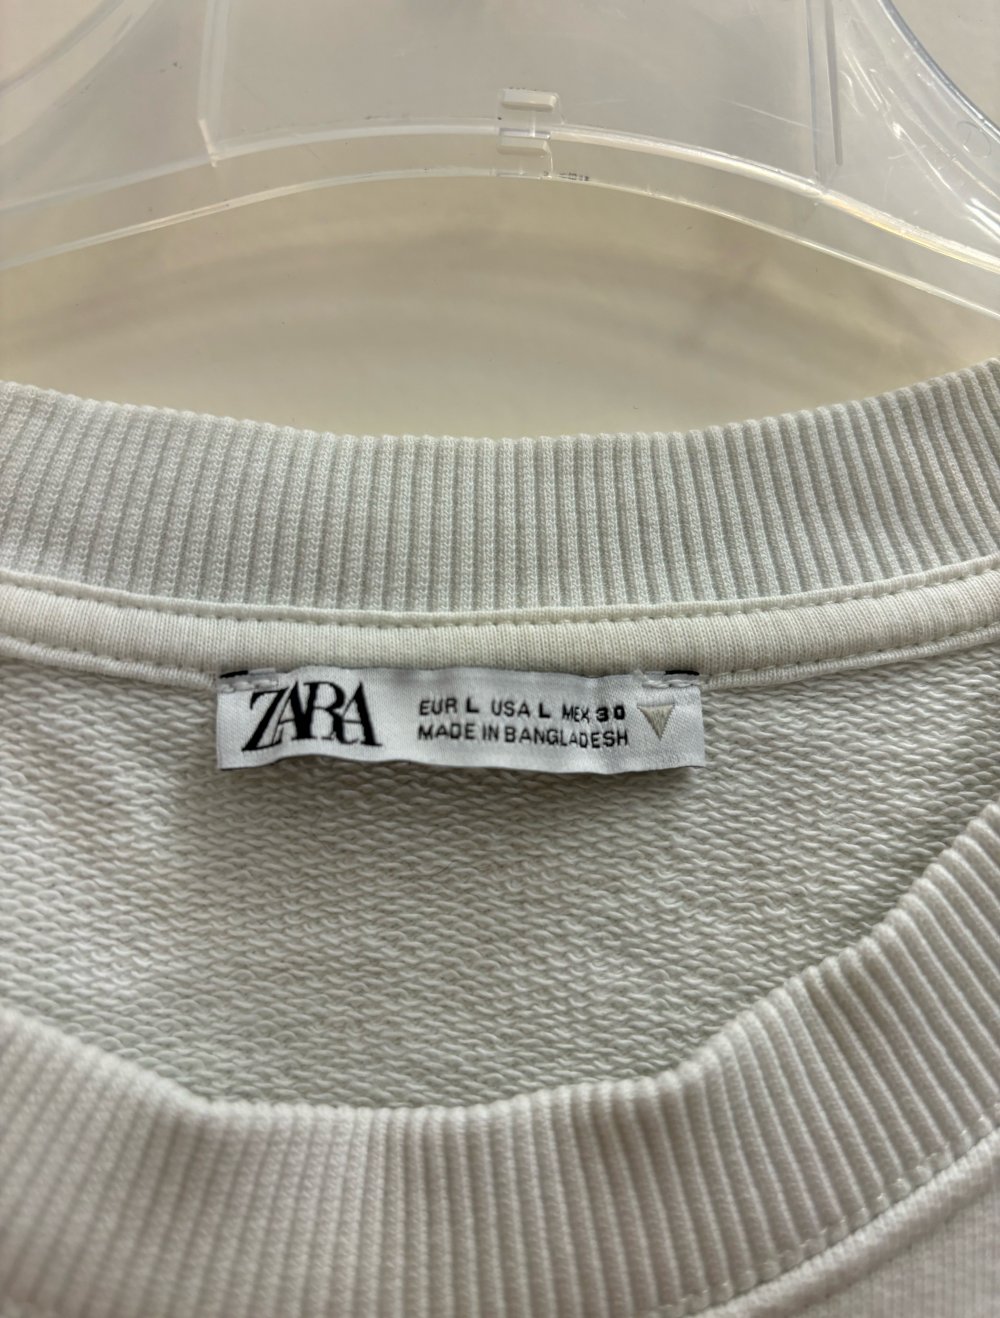 ZARA
EUR L USA L MEX 30
MADE IN BANGLADESH